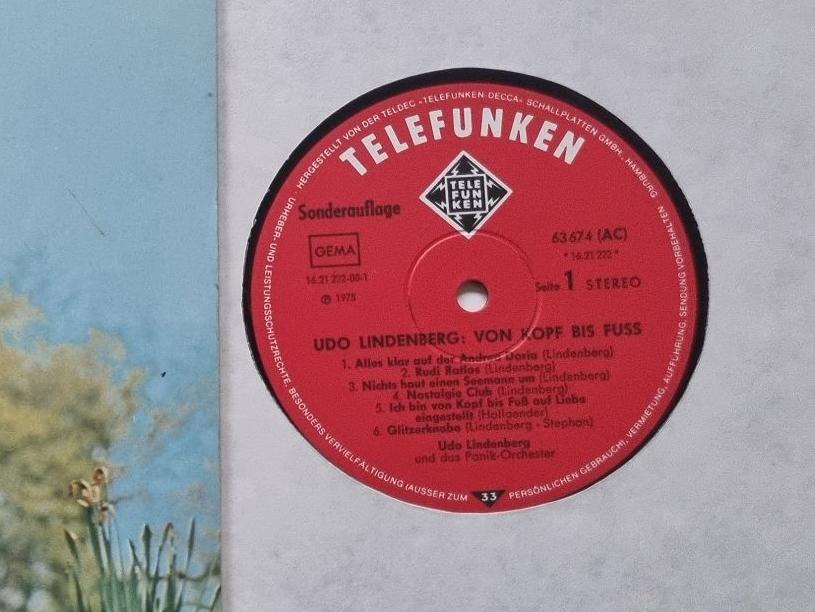 · URHEBER- UND LEISTUNGSSCHUTZRECHTE, BESONDERS VERVIELFÄLTIGUNG (AUSSER ZUM PERSÖNLICHEN GEBRAUCH), VERMIETUNG, AUFFÜHRUNG, SENDUNG VORBEHALTEN ·
HERGESTELLT VON DER TELDEC »TELEFUNKEN-DECCA« SCHALLPLATTEN GMBH., HAMBURG
TELEFUNKEN
TELE
FUN
KEN
Sonderauflage
GEMA
16.21 222-00-1
℗ 1975
63674 (AC)
* 16.21 222 *
Seite 1 STEREO
UDO LINDENBERG: VON KOPF BIS FUSS
1. Alles klar auf der Andrea Doria (Lindenberg)
2. Rudi Ratlos (Lindenberg)
3. Nichts haut einen Seemann um (Lindenberg)
4. Nostalgie Club (Lindenberg)
5. Ich bin von Kopf bis Fuß auf Liebe
eingestellt (Hollaender)
6. Glitzerknabe (Lindenberg - Stephan)
Udo Lindenberg
und das Panik-Orchester
33